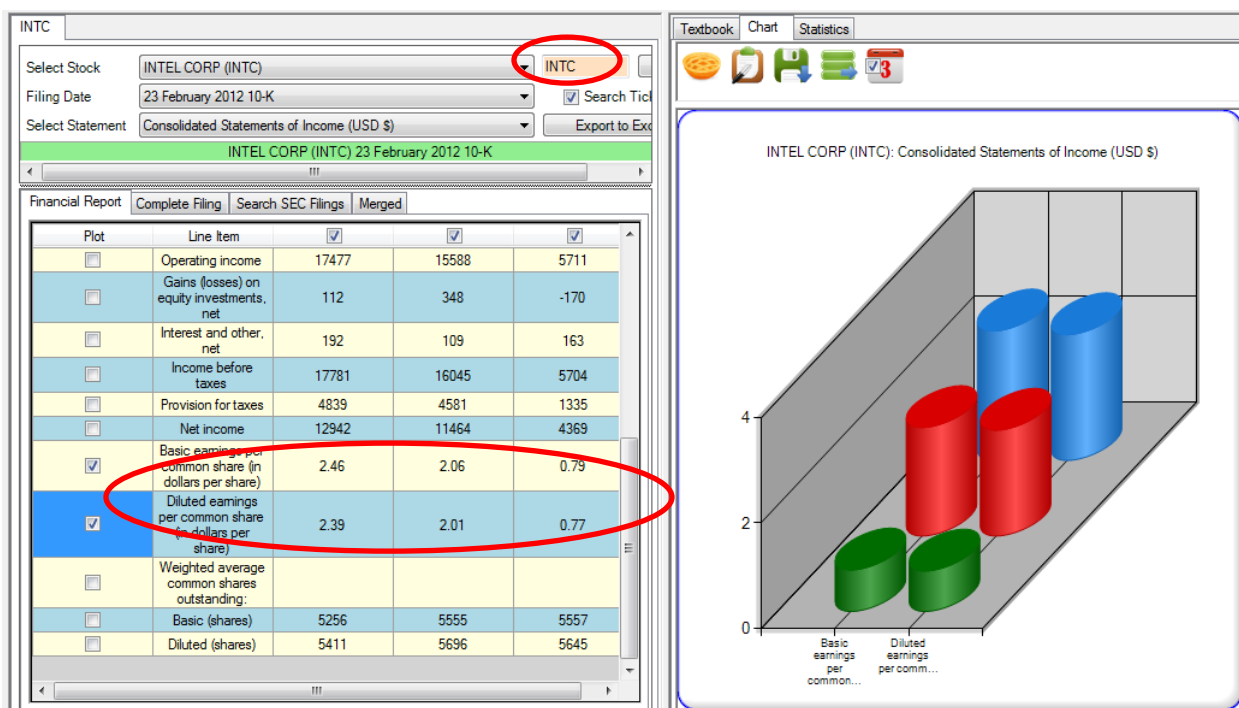 INTC
Select Stock INTEL CORP (INTC) INTC
Filing Date 23 February 2012 10-K Search Tick
Select Statement Consolidated Statements of Income (USD $) Export to Exc
INTEL CORP (INTC) 23 February 2012 10-K
Financial Report Complete Filing Search SEC Filings Merged
Plot Line Item
Operating income 17477 15588 5711
Gains (losses) on
equity investments, 112 348 -170
net
Interest and other, 192 109 163
net
Income before 17781 16045 5704
taxes
Provision for taxes 4839 4581 1335
Net income 12942 11464 4369
Basic earnings per
common share (in 2.46 2.06 0.79
dollars per share)
Diluted earnings
per common share 2.39 2.01 0.77
(in dollars per
share)
Weighted average
common shares
outstanding:
Basic (shares) 5256 5555 5557
Diluted (shares) 5411 5696 5645
Textbook Chart Statistics
3
INTEL CORP (INTC): Consolidated Statements of Income (USD $)
4
2
0
Basic
earnings
per
common...
Diluted
earnings
per comm...